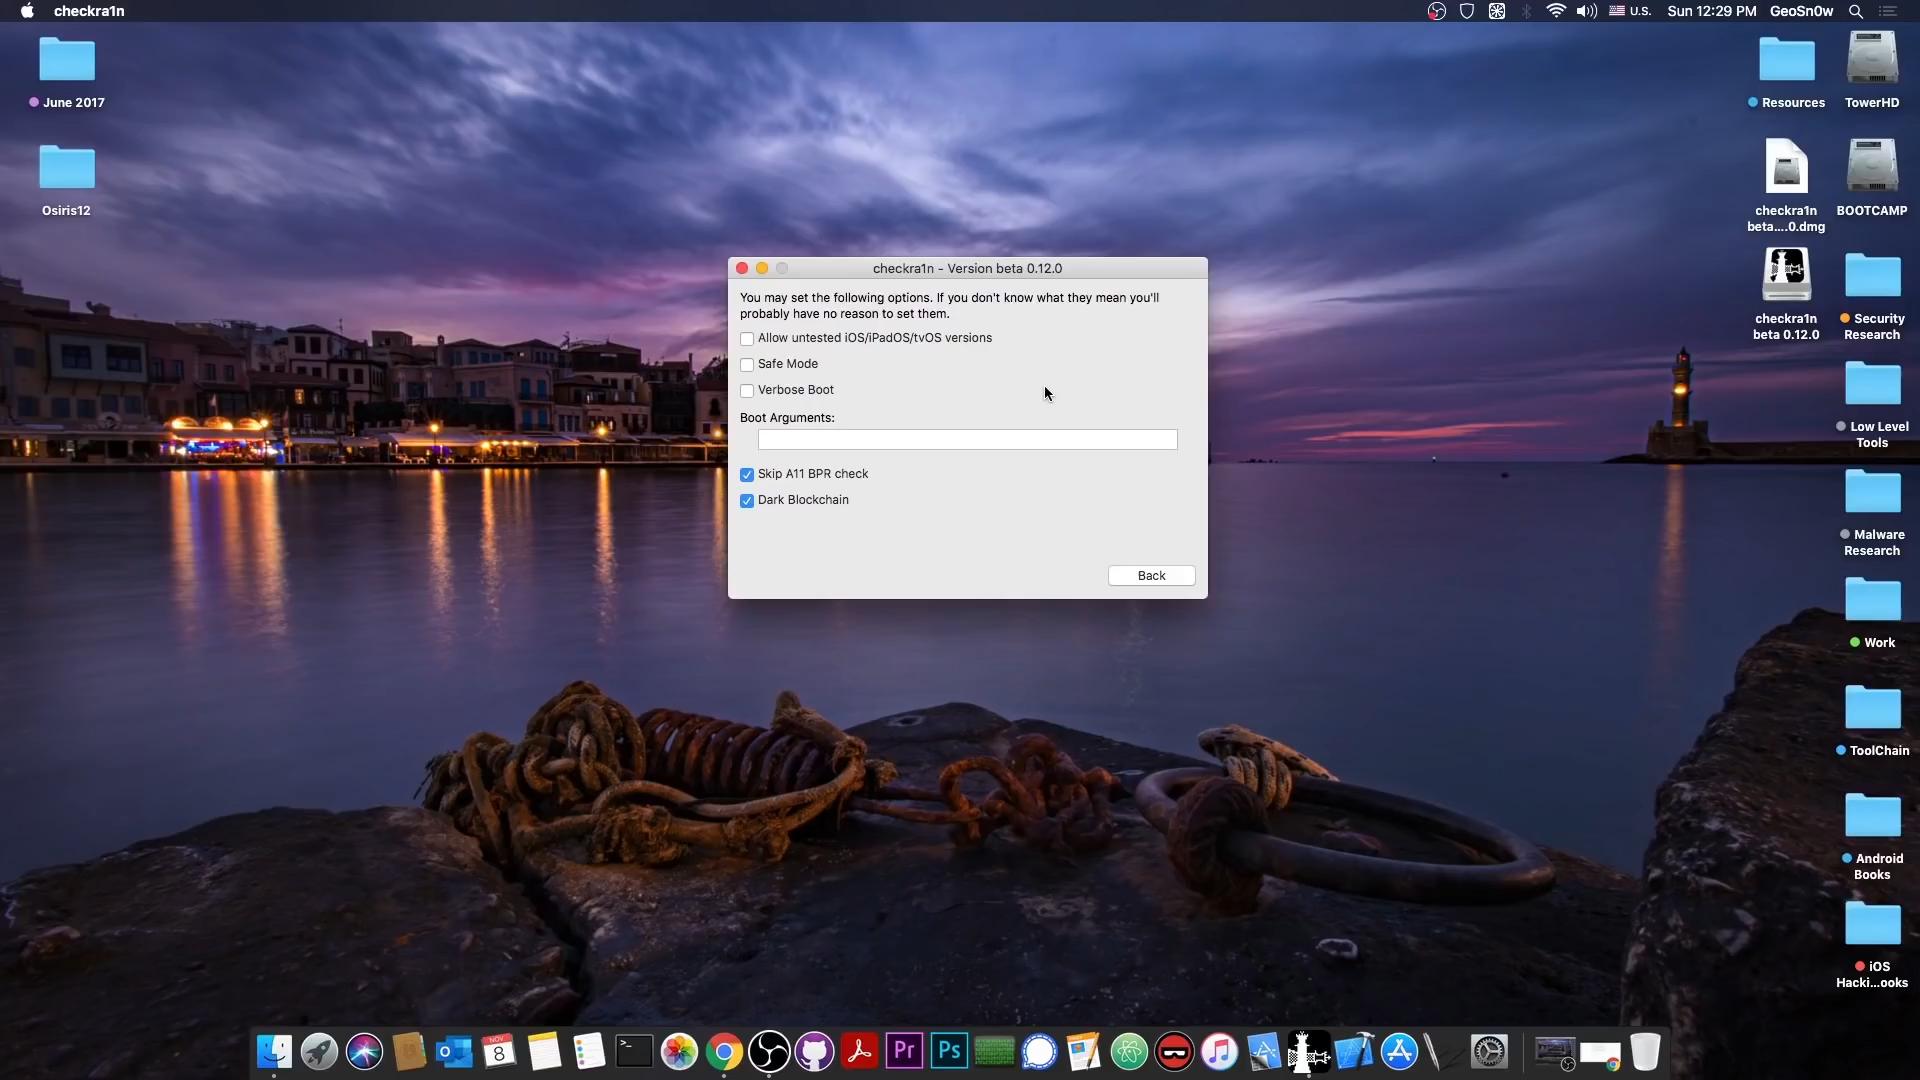 checkra1n
U.S.
Sun 12:29 PM
GeoSn0w
June 2017
Osiris12
Resources
TowerHD
checkra1n
beta....0.dmg
BOOTCAMP
checkra1n
beta 0.12.0
Security
Research
Low Level
Tools
Malware
Research
Work
ToolChain
Android
Books
iOS
Hacki...ooks
checkra1n - Version beta 0.12.0
You may set the following options. If you don't know what they mean you'll
probably have no reason to set them.
Allow untested iOS/iPadOS/tvOS versions
Safe Mode
Verbose Boot
Boot Arguments:
Skip A11 BPR check
Dark Blockchain
Back
NOV
8
>_
Pr
Ps